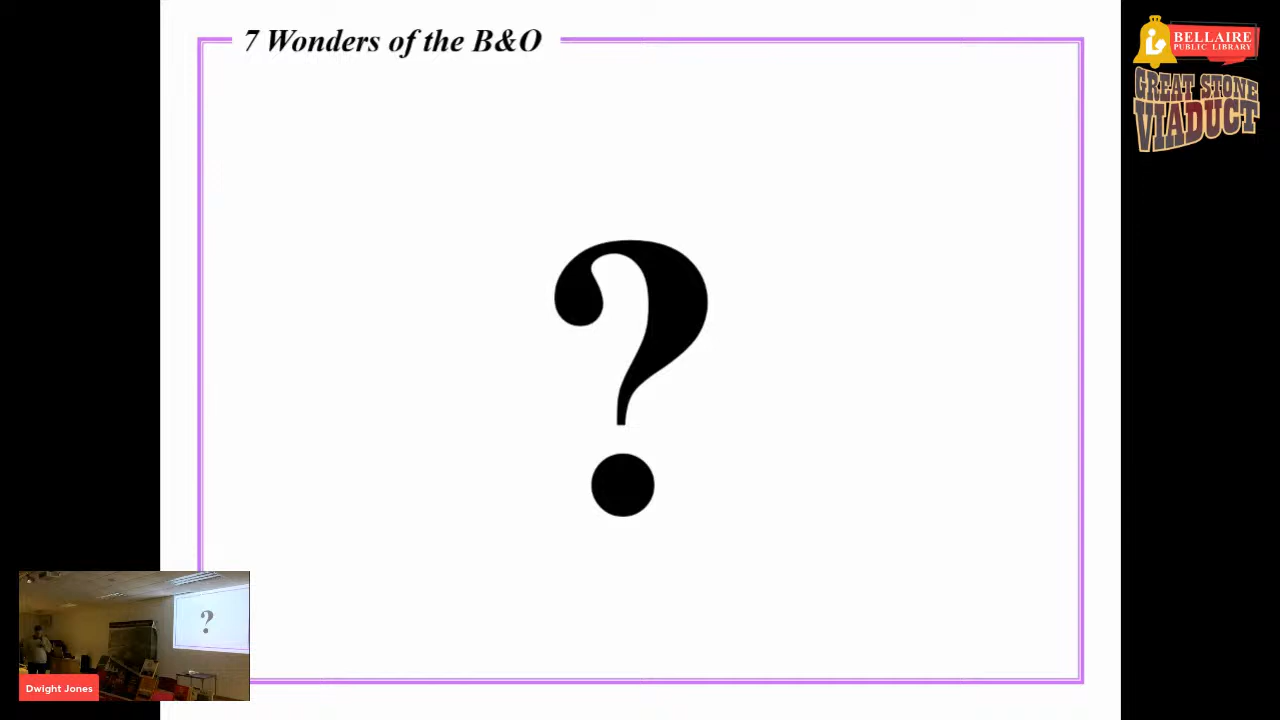 7 Wonders of the B&O
BELLAIRE
PUBLIC LIBRARY
GREAT STONE
VIADUCT
?
?
Dwight Jones